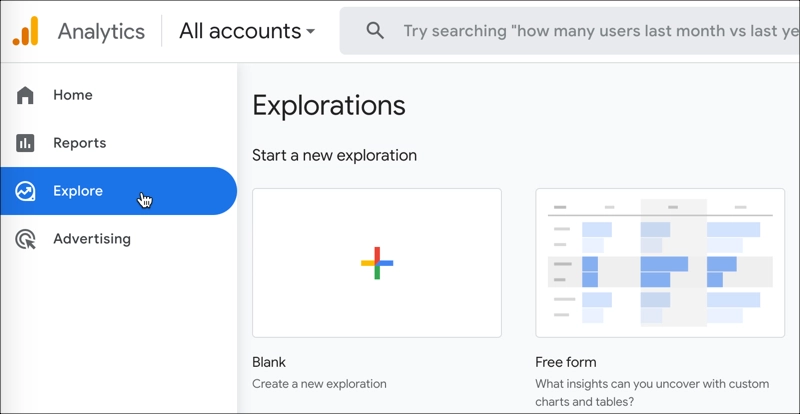 Analytics
All accounts
Try searching "how many users last month vs last ye
Home
Reports
Explore
Advertising
Explorations
Start a new exploration
Blank
Create a new exploration
Free form
What insights can you uncover with custom
charts and tables?